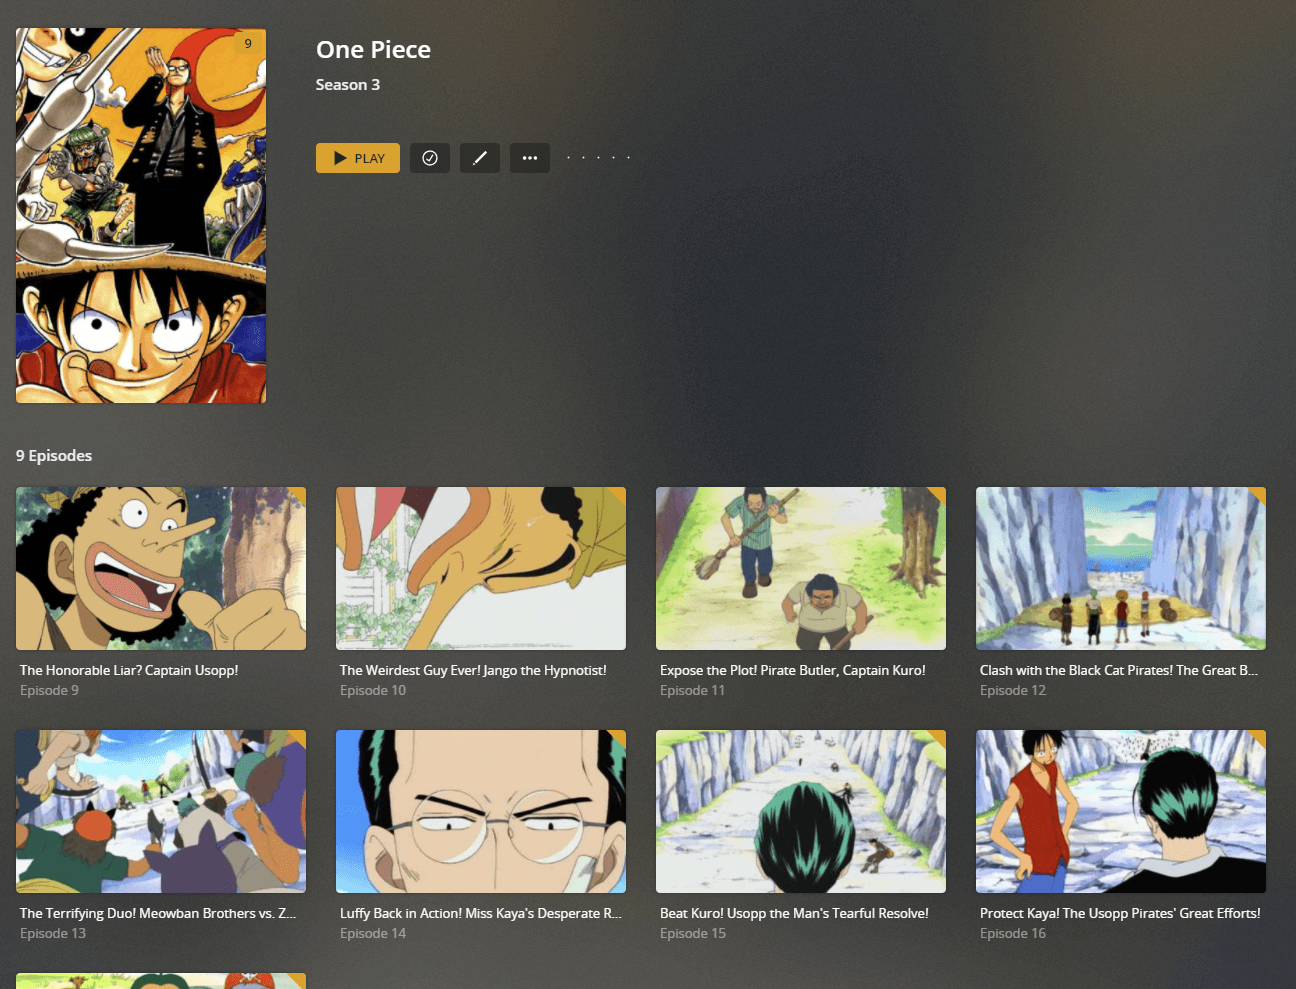 9
One Piece
Season 3
PLAY
9 Episodes
The Honorable Liar? Captain Usopp!
Episode 9
The Weirdest Guy Ever! Jango the Hypnotist!
Episode 10
Expose the Plot! Pirate Butler, Captain Kuro!
Episode 11
Clash with the Black Cat Pirates! The Great B...
Episode 12
The Terrifying Duo! Meowban Brothers vs. Z...
Episode 13
Luffy Back in Action! Miss Kaya's Desperate R...
Episode 14
Beat Kuro! Usopp the Man's Tearful Resolve!
Episode 15
Protect Kaya! The Usopp Pirates' Great Efforts!
Episode 16